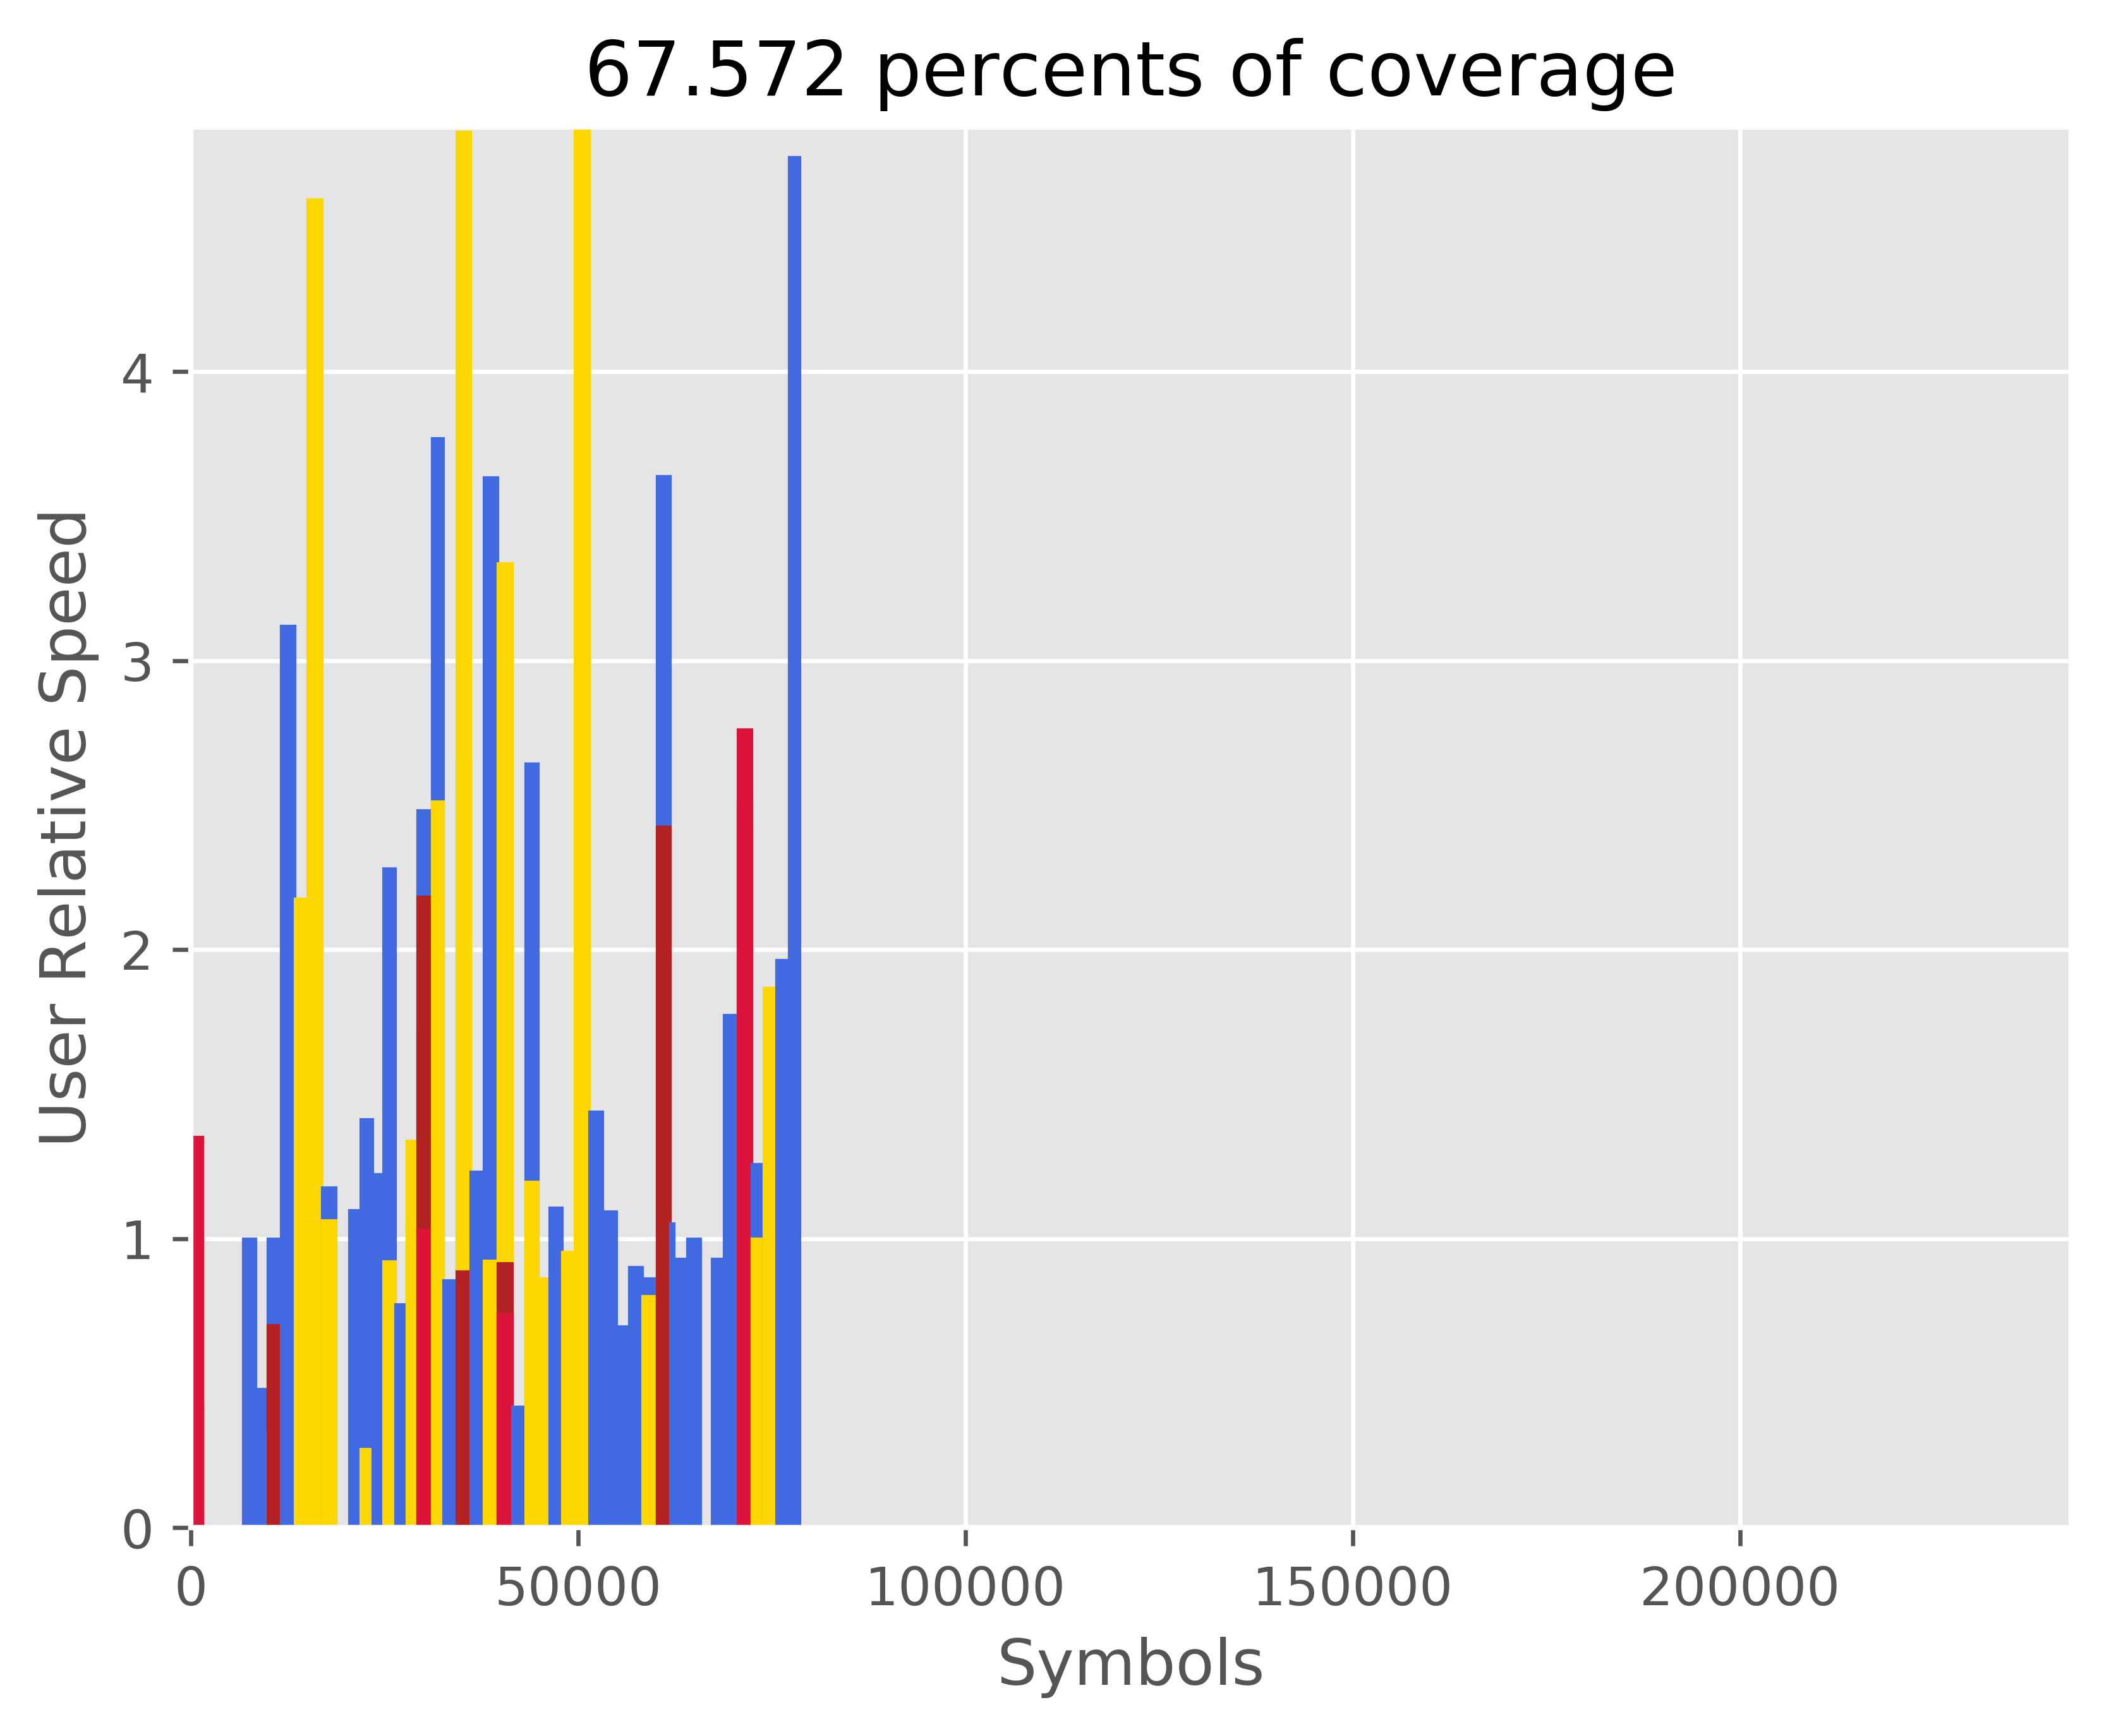 67.572 percents of coverage
User Relative Speed
4
3
2
1
0
0 50000 100000 150000 200000
Symbols